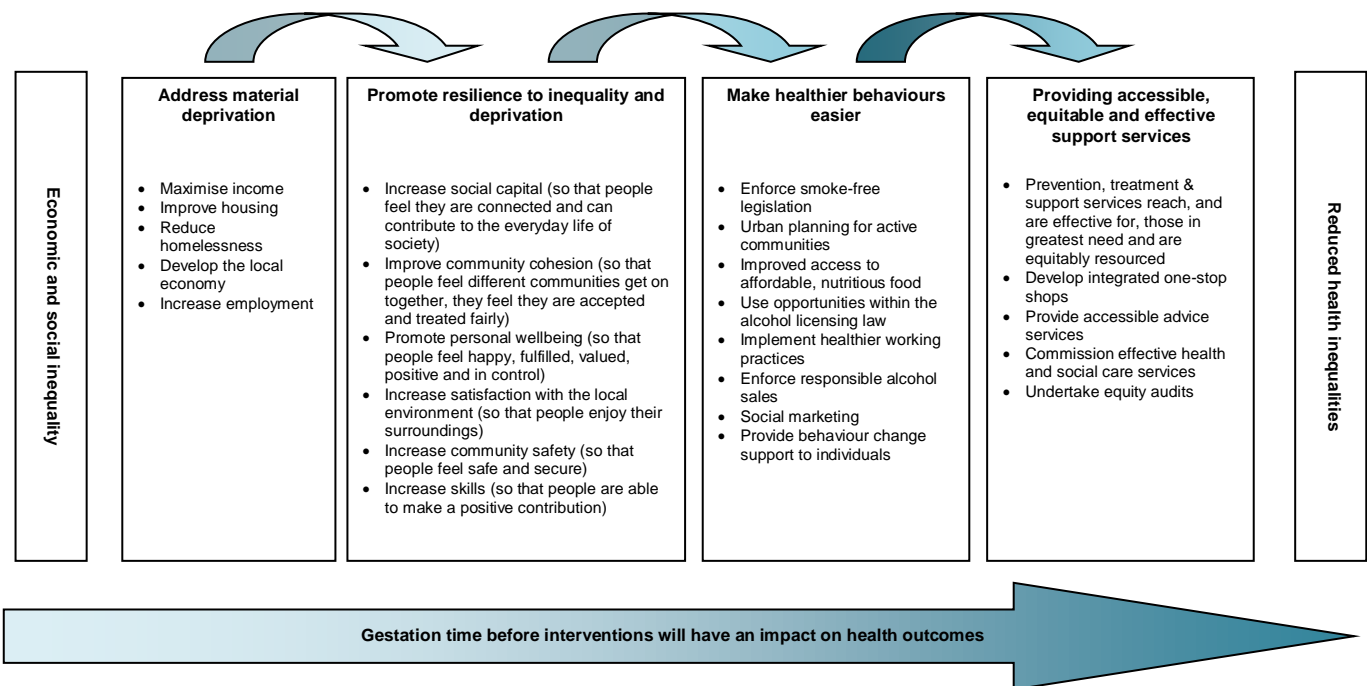 Economic and social inequality
Address material
deprivation
• Maximise income
• Improve housing
• Reduce
homelessness
• Develop the local
economy
• Increase employment
Promote resilience to inequality and
deprivation
• Increase social capital (so that people
feel they are connected and can
contribute to the everyday life of
society)
• Improve community cohesion (so that
people feel different communities get on
together, they feel they are accepted
and treated fairly)
• Promote personal wellbeing (so that
people feel happy, fulfilled, valued,
positive and in control)
• Increase satisfaction with the local
environment (so that people enjoy their
surroundings)
• Increase community safety (so that
people feel safe and secure)
• Increase skills (so that people are able
to make a positive contribution)
Make healthier behaviours
easier
• Enforce smoke-free
legislation
• Urban planning for active
communities
• Improved access to
affordable, nutritious food
• Use opportunities within the
alcohol licensing law
• Implement healthier working
practices
• Enforce responsible alcohol
sales
• Social marketing
• Provide behaviour change
support to individuals
Providing accessible,
equitable and effective
support services
• Prevention, treatment &
support services reach, and
are effective for, those in
greatest need and are
equitably resourced
• Develop integrated one-stop
shops
• Provide accessible advice
services
• Commission effective health
and social care services
• Undertake equity audits
Reduced health inequalities
Gestation time before interventions will have an impact on health outcomes